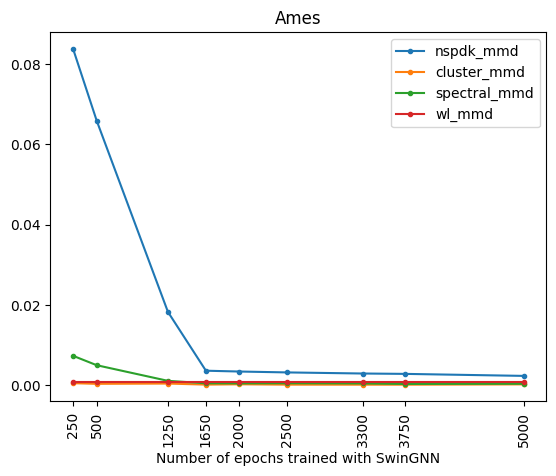 Ames
nspdk_mmd
cluster_mmd
spectral_mmd
wl_mmd
0.08
0.06
0.04
0.02
0.00
250
500
1250
1650
2000
2500
3300
3750
5000
Number of epochs trained with SwinGNN